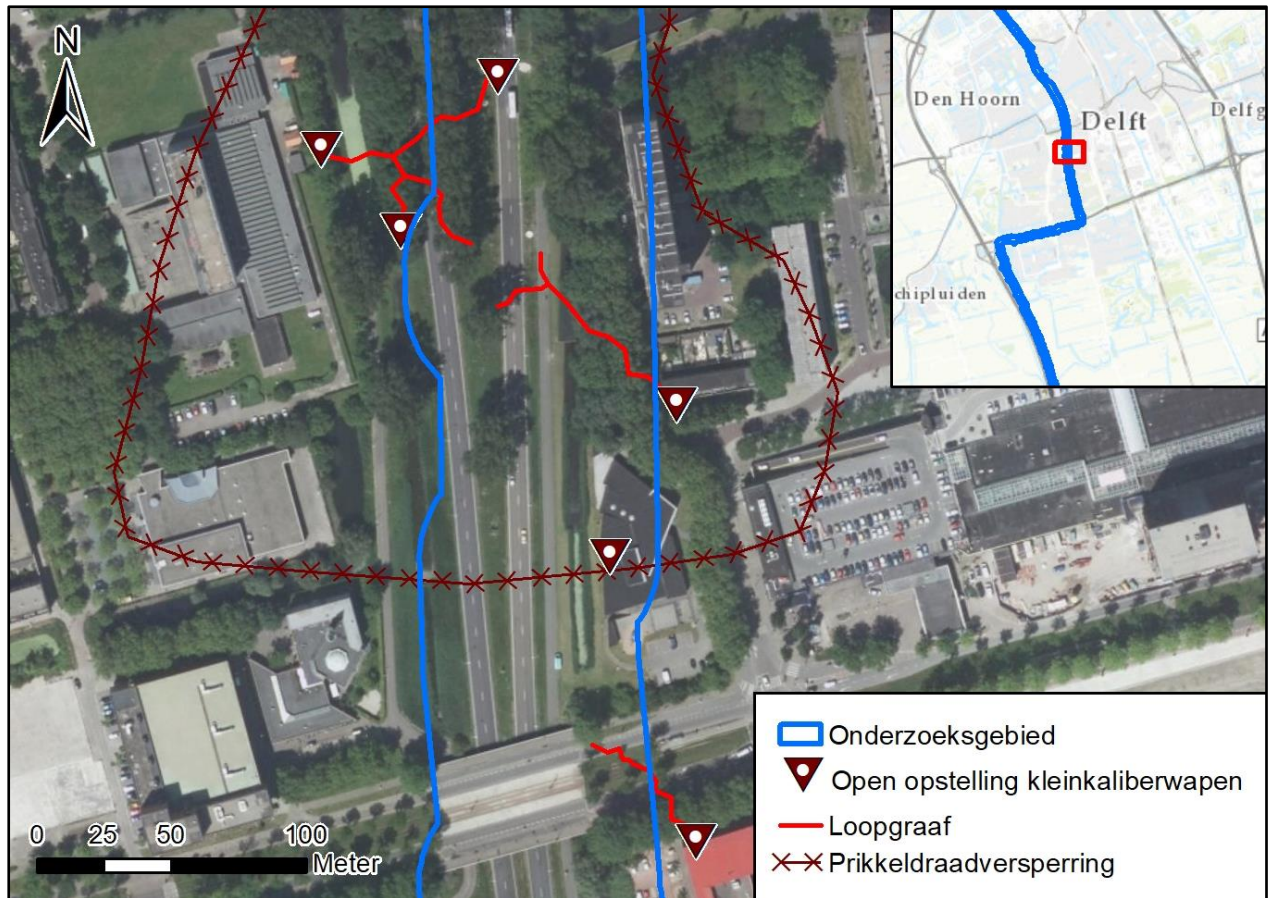 N
Den Hoorn
Delft
Delfg
chipluiden
Onderzoeksgebied
Open opstelling kleinkaliberwapen
Loopgraaf
Prikkeldraadversperring
0 25 50 100
Meter